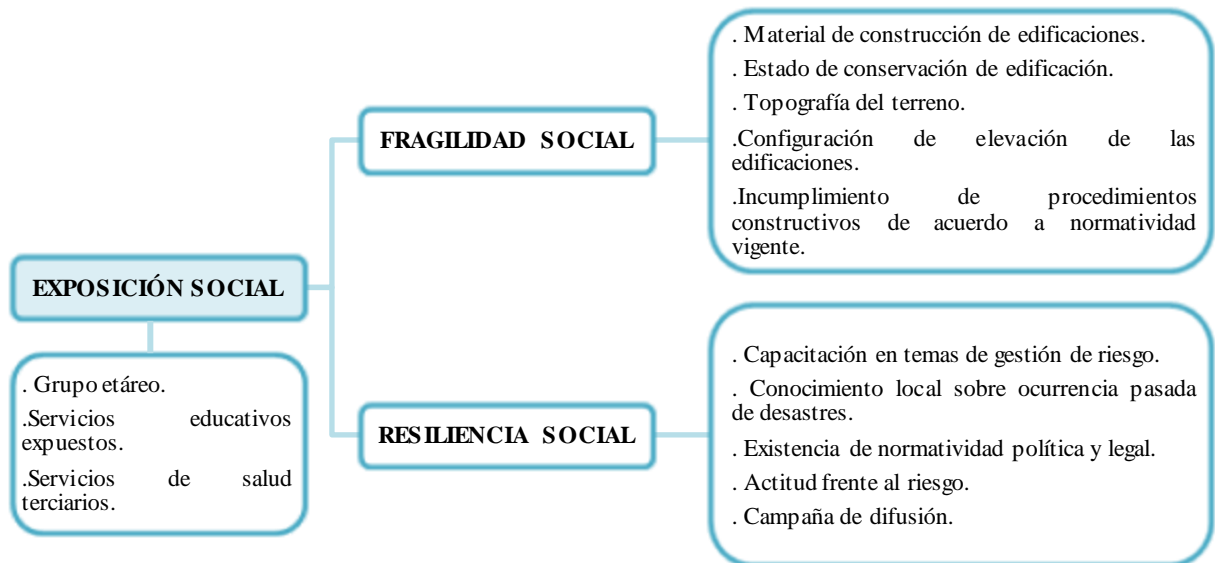 EXPOSICIÓN SOCIAL
. Grupo etáreo.
.Servicios educativos
expuestos.
.Servicios de salud
terciarios.
FRAGILIDAD SOCIAL
. Material de construcción de edificaciones.
. Estado de conservación de edificación.
. Topografía del terreno.
.Configuración de elevación de las
edificaciones.
.Incumplimiento de procedimientos
constructivos de acuerdo a normatividad
vigente.
RESILIENCIA SOCIAL
. Capacitación en temas de gestión de riesgo.
. Conocimiento local sobre ocurrencia pasada
de desastres.
. Existencia de normatividad política y legal.
. Actitud frente al riesgo.
. Campaña de difusión.